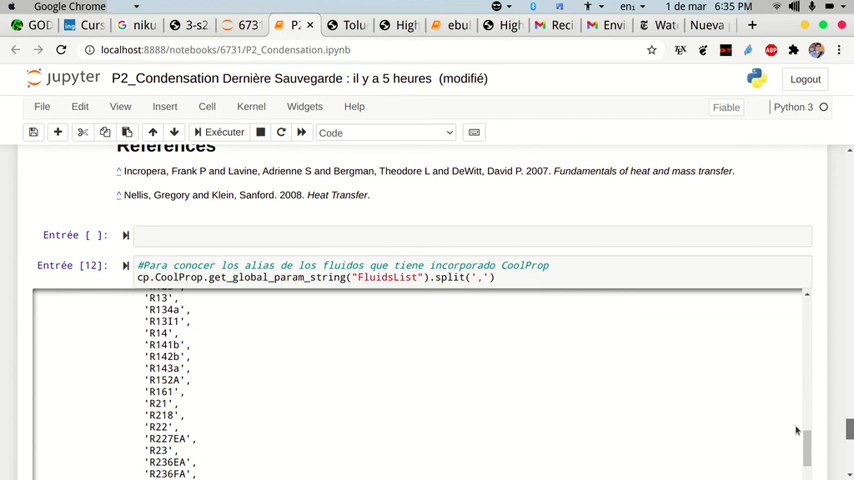 Google Chrome
en₁
1 de mar 6:35 PM
GOD
Curs
niku
3-s2
6731
P2_
Tolu
High
ebul
High
Reci
Envi
Wate
Nueva p
localhost:8888/notebooks/6731/P2_Condensation.ipynb
ABP
jupyter P2_Condensation Dernière Sauvegarde : il y a 5 heures (modifié)
Logout
File Edit View Insert Cell Kernel Widgets Help
Fiable
Python 3
Exécuter
Code
References
^ Incropera, Frank P and Lavine, Adrienne S and Bergman, Theodore L and DeWitt, David P. 2007. Fundamentals of heat and mass transfer.
^ Nellis, Gregory and Klein, Sanford. 2008. Heat Transfer.
Entrée [ ]:
Entrée [12]:
#Para conocer los alias de los fluidos que tiene incorporado CoolProp
cp.CoolProp.get_global_param_string("FluidsList").split(',')
'R13',
'R134a',
'R13I1',
'R14',
'R141b',
'R142b',
'R143a',
'R152A',
'R161',
'R21',
'R218',
'R22',
'R227EA',
'R23',
'R236EA',
'R236FA',